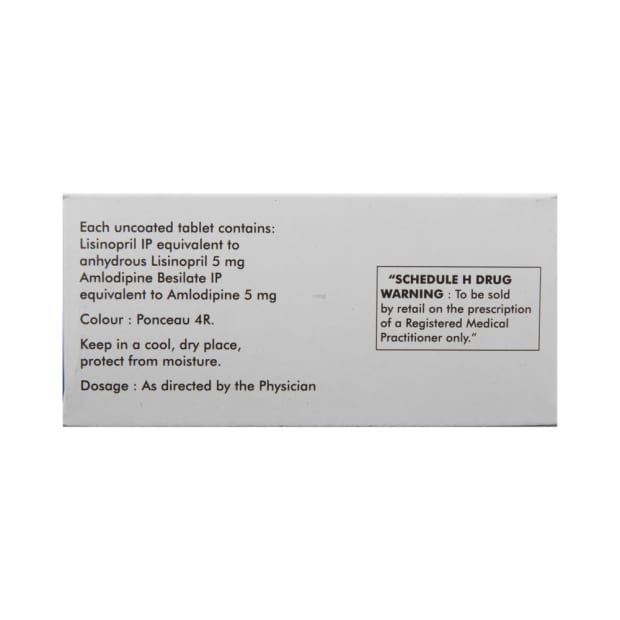 Each uncoated tablet contains:
Lisinopril IP equivalent to
anhydrous Lisinopril 5 mg
Amlodipine Besilate IP
equivalent to Amlodipine 5 mg
Colour : Ponceau 4R.
Keep in a cool, dry place,
protect from moisture.
Dosage : As directed by the Physician
“SCHEDULE H DRUG
WARNING : To be sold
by retail on the prescription
of a Registered Medical
Practitioner only.“